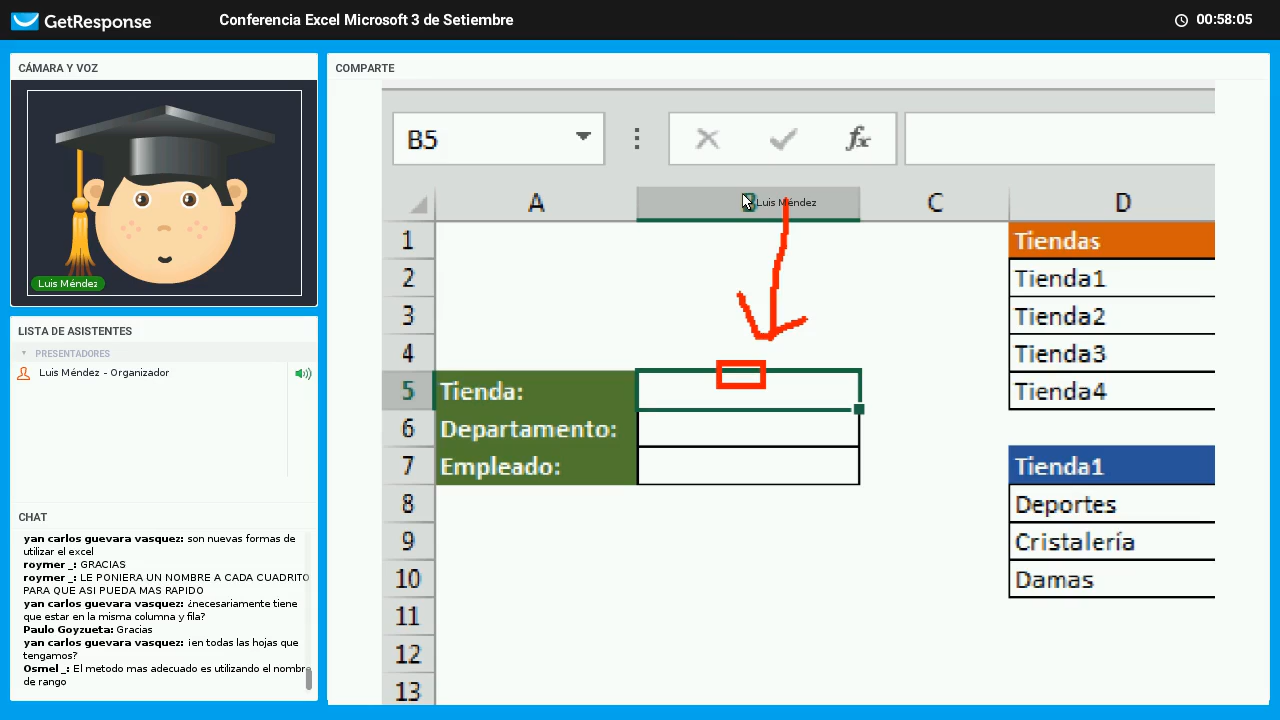 GetResponse
Conferencia Excel Microsoft 3 de Setiembre
00:58:05
CÁMARA Y VOZ
Luis Méndez
LISTA DE ASISTENTES
PRESENTADORES
Luis Méndez - Organizador
CHAT
yan carlos guevara vasquez: son nuevas formas de
utilizar el excel
roymer _: GRACIAS
roymer _: LE PONIERA UN NOMBRE A CADA CUADRITO
PARA QUE ASI PUEDA MAS RAPIDO
yan carlos guevara vasquez: ¿necesariamente tiene
que estar en la misma columna y fila?
Paulo Goyzueta: Gracias
yan carlos guevara vasquez: ¡en todas las hojas que
tengamos?
Osmel _: El metodo mas adecuado es utilizando el nombre
de rango
COMPARTE
B5
fx
A
Luis Méndez
C
D
1
Tiendas
2
Tienda1
3
Tienda2
4
Tienda3
5
Tienda:
Tienda4
6
Departamento:
7
Empleado:
Tienda1
8
Deportes
9
Cristalería
10
Damas
11
12
13